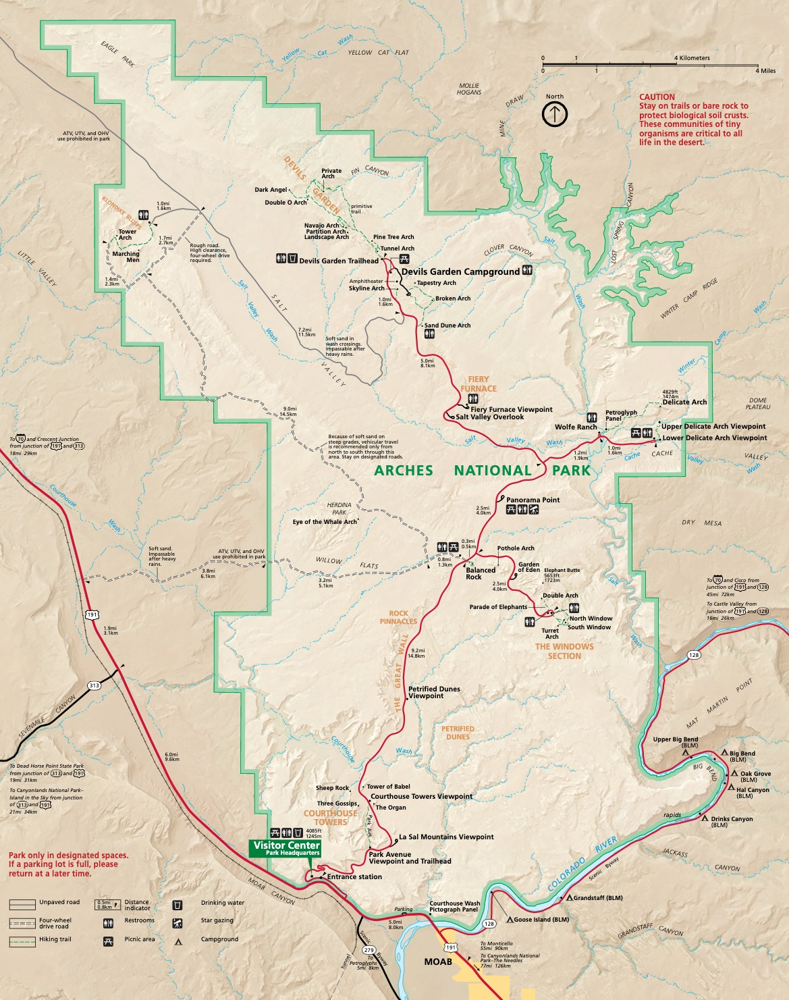 EAGLE PARK
Yellow Cat Wash
YELLOW CAT FLAT
0 1 4 Kilometers
0 1 4 Miles
MOLLIE
HOGANS
MINE DRAW
North
CAUTION
Stay on trails or bare rock to
protect biological soil crusts.
These communities of tiny
organisms are critical to all
life in the desert.
ATV, UTV, and OHV
use prohibited in park
DEVILS GARDEN
Private
Arch
FIN CANYON
Dark Angel
Double O Arch
primitive
trail
Navajo Arch
Partition Arch
Landscape Arch
Pine Tree Arch
Tunnel Arch
Devils Garden Trailhead
Devils Garden Campground
Amphitheater
Skyline Arch
Tapestry Arch
Broken Arch
1.0mi
1.6km
Sand Dune Arch
KLONDIKE BLUFFS
1.0mi
1.6km
Tower
Arch
Marching
Men
1.7mi
2.7km
Rough road.
High clearance,
four-wheel drive
required.
1.4mi
2.3km
LITTLE VALLEY
Salt Valley Wash
SALT VALLEY
7.2mi
11.5km
Soft sand in
wash crossings.
Impassable after
heavy rains.
CLOVER CANYON
Salt Wash
LOST SPRING CANYON
WINTER CAMP RIDGE
Winter Camp Wash
5.0mi
8.1km
FIERY
FURNACE
Fiery Furnace Viewpoint
Salt Valley Overlook
4829ft
1474m
Delicate Arch
DOME
PLATEAU
Petroglyph
Panel
Wolfe Ranch
Upper Delicate Arch Viewpoint
Lower Delicate Arch Viewpoint
Salt Valley Wash
1.2mi
1.9km
1.0mi
1.6km
Cache Valley Wash
CACHE VALLEY
9.0mi
14.5km
Because of soft sand on
steep grades, vehicular travel
is recommended only from
north to south through this
area. Stay on designated roads.
To 70 and Crescent Junction
from junction of 191 and 313
18mi 29km
ARCHES NATIONAL PARK
Courthouse Wash
HERDINA
PARK
Eye of the Whale Arch
2.5mi
4.0km
Panorama Point
DRY MESA
0.3mi
0.5km
Pothole Arch
0.8mi
1.3km
Balanced
Rock
Garden
of Eden
Elephant Butte
5653ft
1723m
2.5mi
4.0km
Double Arch
Parade of Elephants
North Window
South Window
Turret
Arch
THE WINDOWS
SECTION
Soft sand.
Impassable
after heavy
rains.
ATV, UTV, and OHV
use prohibited in park
3.8mi
6.1km
WILLOW FLATS
3.2mi
5.1km
Salt Wash
To 70 and Cisco from
junction of 191 and 128
45mi 72km
To Castle Valley from
junction of 191 and 128
16mi 26km
128
191
1.9mi
3.1km
ROCK
PINNACLES
THE GREAT WALL
9.2mi
14.8km
313
SEVENMILE CANYON
Petrified Dunes
Viewpoint
PETRIFIED
DUNES
MAT MARTIN POINT
Courthouse Wash
6.0mi
9.6km
To Dead Horse Point State Park
from junction of 313 and 191
19mi 31km
To Canyonlands National Park–
Island in the Sky from junction
of 313 and 191
21mi 34km
Upper Big Bend
(BLM)
Big Bend
(BLM)
BIG BEND
Oak Grove
(BLM)
Hal Canyon
(BLM)
rapids
Drinks Canyon
(BLM)
Sheep Rock
Tower of Babel
Courthouse Towers Viewpoint
Three Gossips
The Organ
COURTHOUSE
TOWERS
Park Ave
4085ft
1245m
Visitor Center
Park Headquarters
La Sal Mountains Viewpoint
Park Avenue
Viewpoint and Trailhead
Entrance station
COLORADO RIVER
Scenic Byway
JACKASS CANYON
Park only in designated spaces.
If a parking lot is full, please
return at a later time.
MOAB CANYON
Parking
Courthouse Wash
Pictograph Panel
Grandstaff (BLM)
Goose Island (BLM)
5.0mi
8.0km
128
GRANDSTAFF CANYON
Unpaved road
0.5mi
0.8km
Distance
indicator
Drinking water
Four-wheel
drive road
Restrooms
Star gazing
Hiking trail
Picnic area
Campground
tunnel
Scenic Byway
279
To
Petroglyphs
5mi 8km
191
MOAB
To Monticello
55mi 90km
To Canyonlands National
Park–The Needles
77mi 126km